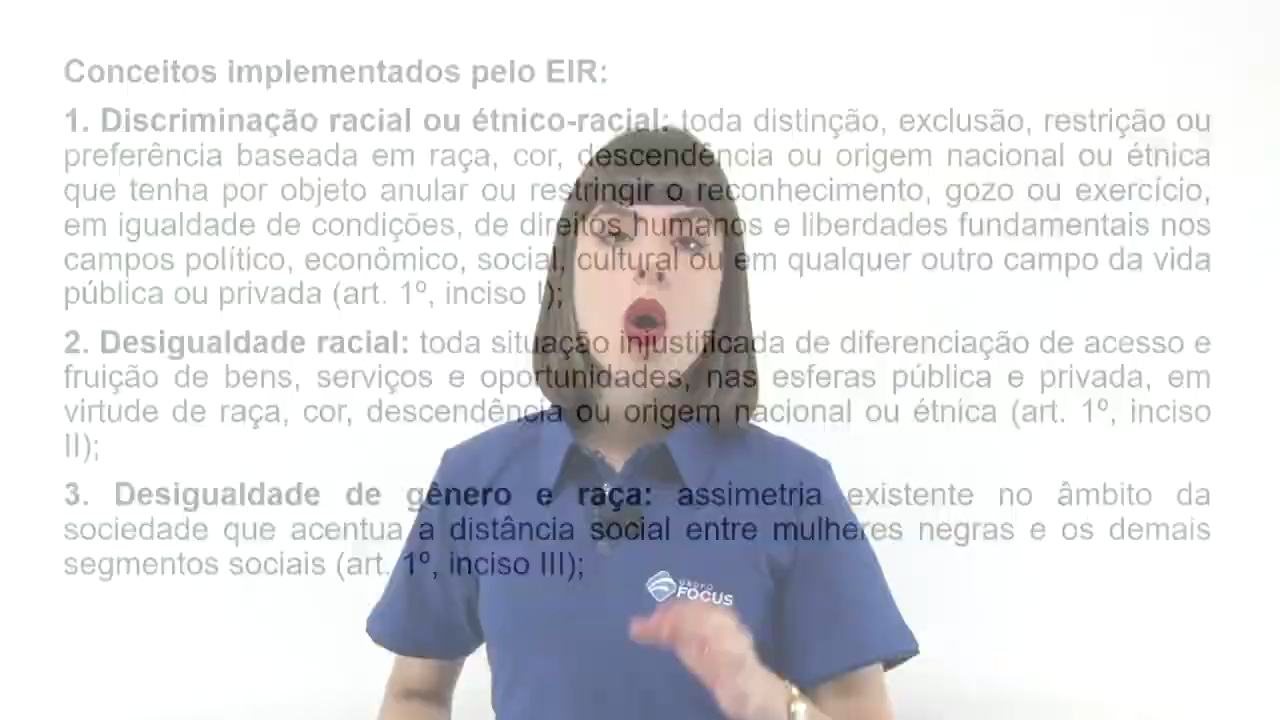 Conceitos implementados pelo EIR:
1. Discriminação racial ou étnico-racial: toda distinção, exclusão, restrição ou
preferência baseada em raça, cor, descendência ou origem nacional ou étnica
que tenha por objeto anular ou restringir o reconhecimento, gozo ou exercício,
em igualdade de condições, de direitos humanos e liberdades fundamentais nos
campos político, econômico, social, cultural ou em qualquer outro campo da vida
pública ou privada (art. 1º, inciso I);
2. Desigualdade racial: toda situação injustificada de diferenciação de acesso e
fruição de bens, serviços e oportunidades, nas esferas pública e privada, em
virtude de raça, cor, descendência ou origem nacional ou étnica (art. 1º, inciso
II);
3. Desigualdade de gênero e raça: assimetria existente no âmbito da
sociedade que acentua a distância social entre mulheres negras e os demais
segmentos sociais (art. 1º, inciso III);
GRUPO
FOCUS